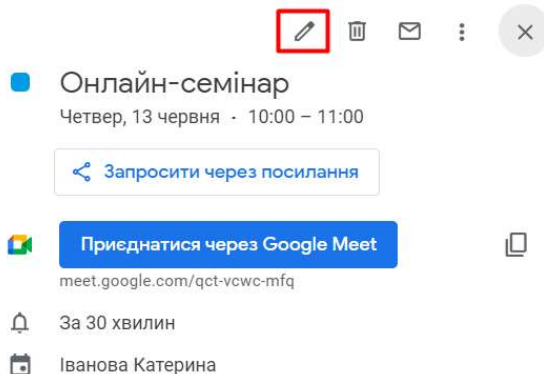 Онлайн-семінар
Четвер, 13 червня · 10:00 – 11:00
Запросити через посилання
Приєднатися через Google Meet
meet.google.com/qct-vcwc-mfq
За 30 хвилин
Іванова Катерина